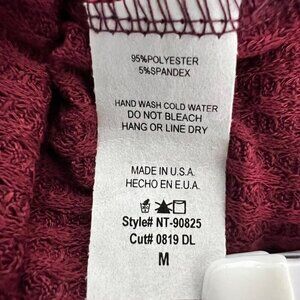 95%POLYESTER
5%SPANDEX
HAND WASH COLD WATER
DO NOT BLEACH
HANG OR LINE DRY
MADE IN U.S.A.
HECHO EN E.U.A.
Style# NT-90825
Cut# 0819 DL
M